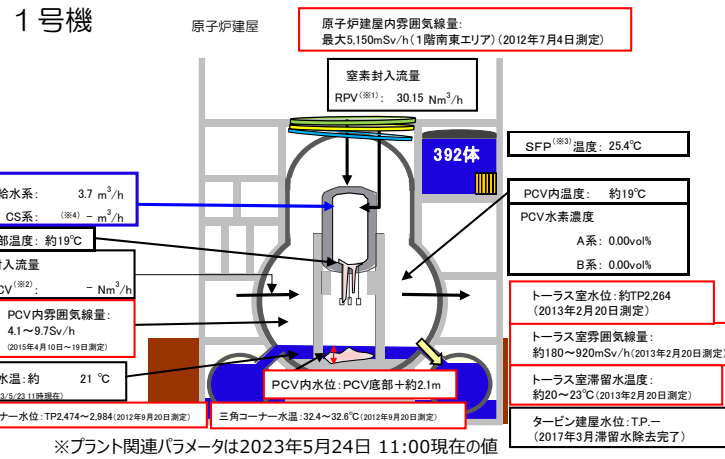 1号機
原子炉建屋
原子炉建屋内雰囲気線量:
最大5,150mSv/h(1階南東エリア)(2012年7月4日測定)
窒素封入流量
RPV(※1): 30.15 Nm³/h
392体
SFP(※3)温度: 25.4℃
給水系: 3.7 m³/h
CS系: (※4) − m³/h
部温度: 約19℃
入流量
CV(※2): − Nm³/h
PCV内雰囲気線量:
4.1～9.7Sv/h
(2015年4月10日～19日測定)
水温:約 21 ℃
3/5/23 11時現在)
ナー水位:TP2,474～2,984(2012年9月20日測定)
三角コーナー水温:32.4～32.6℃(2012年9月20日測定)
PCV内水位:PCV底部+約2.1m
PCV内温度: 約19℃
PCV水素濃度
A系: 0.00vol%
B系: 0.00vol%
トーラス室水位:約TP2,264
(2013年2月20日測定)
トーラス室雰囲気線量:
約180～920mSv/h(2013年2月20日測定)
トーラス室滞留水温度:
約20～23℃(2013年2月20日測定)
タービン建屋水位:T.P.−
(2017年3月滞留水除去完了)
※プラント関連パラメータは2023年5月24日 11:00現在の値